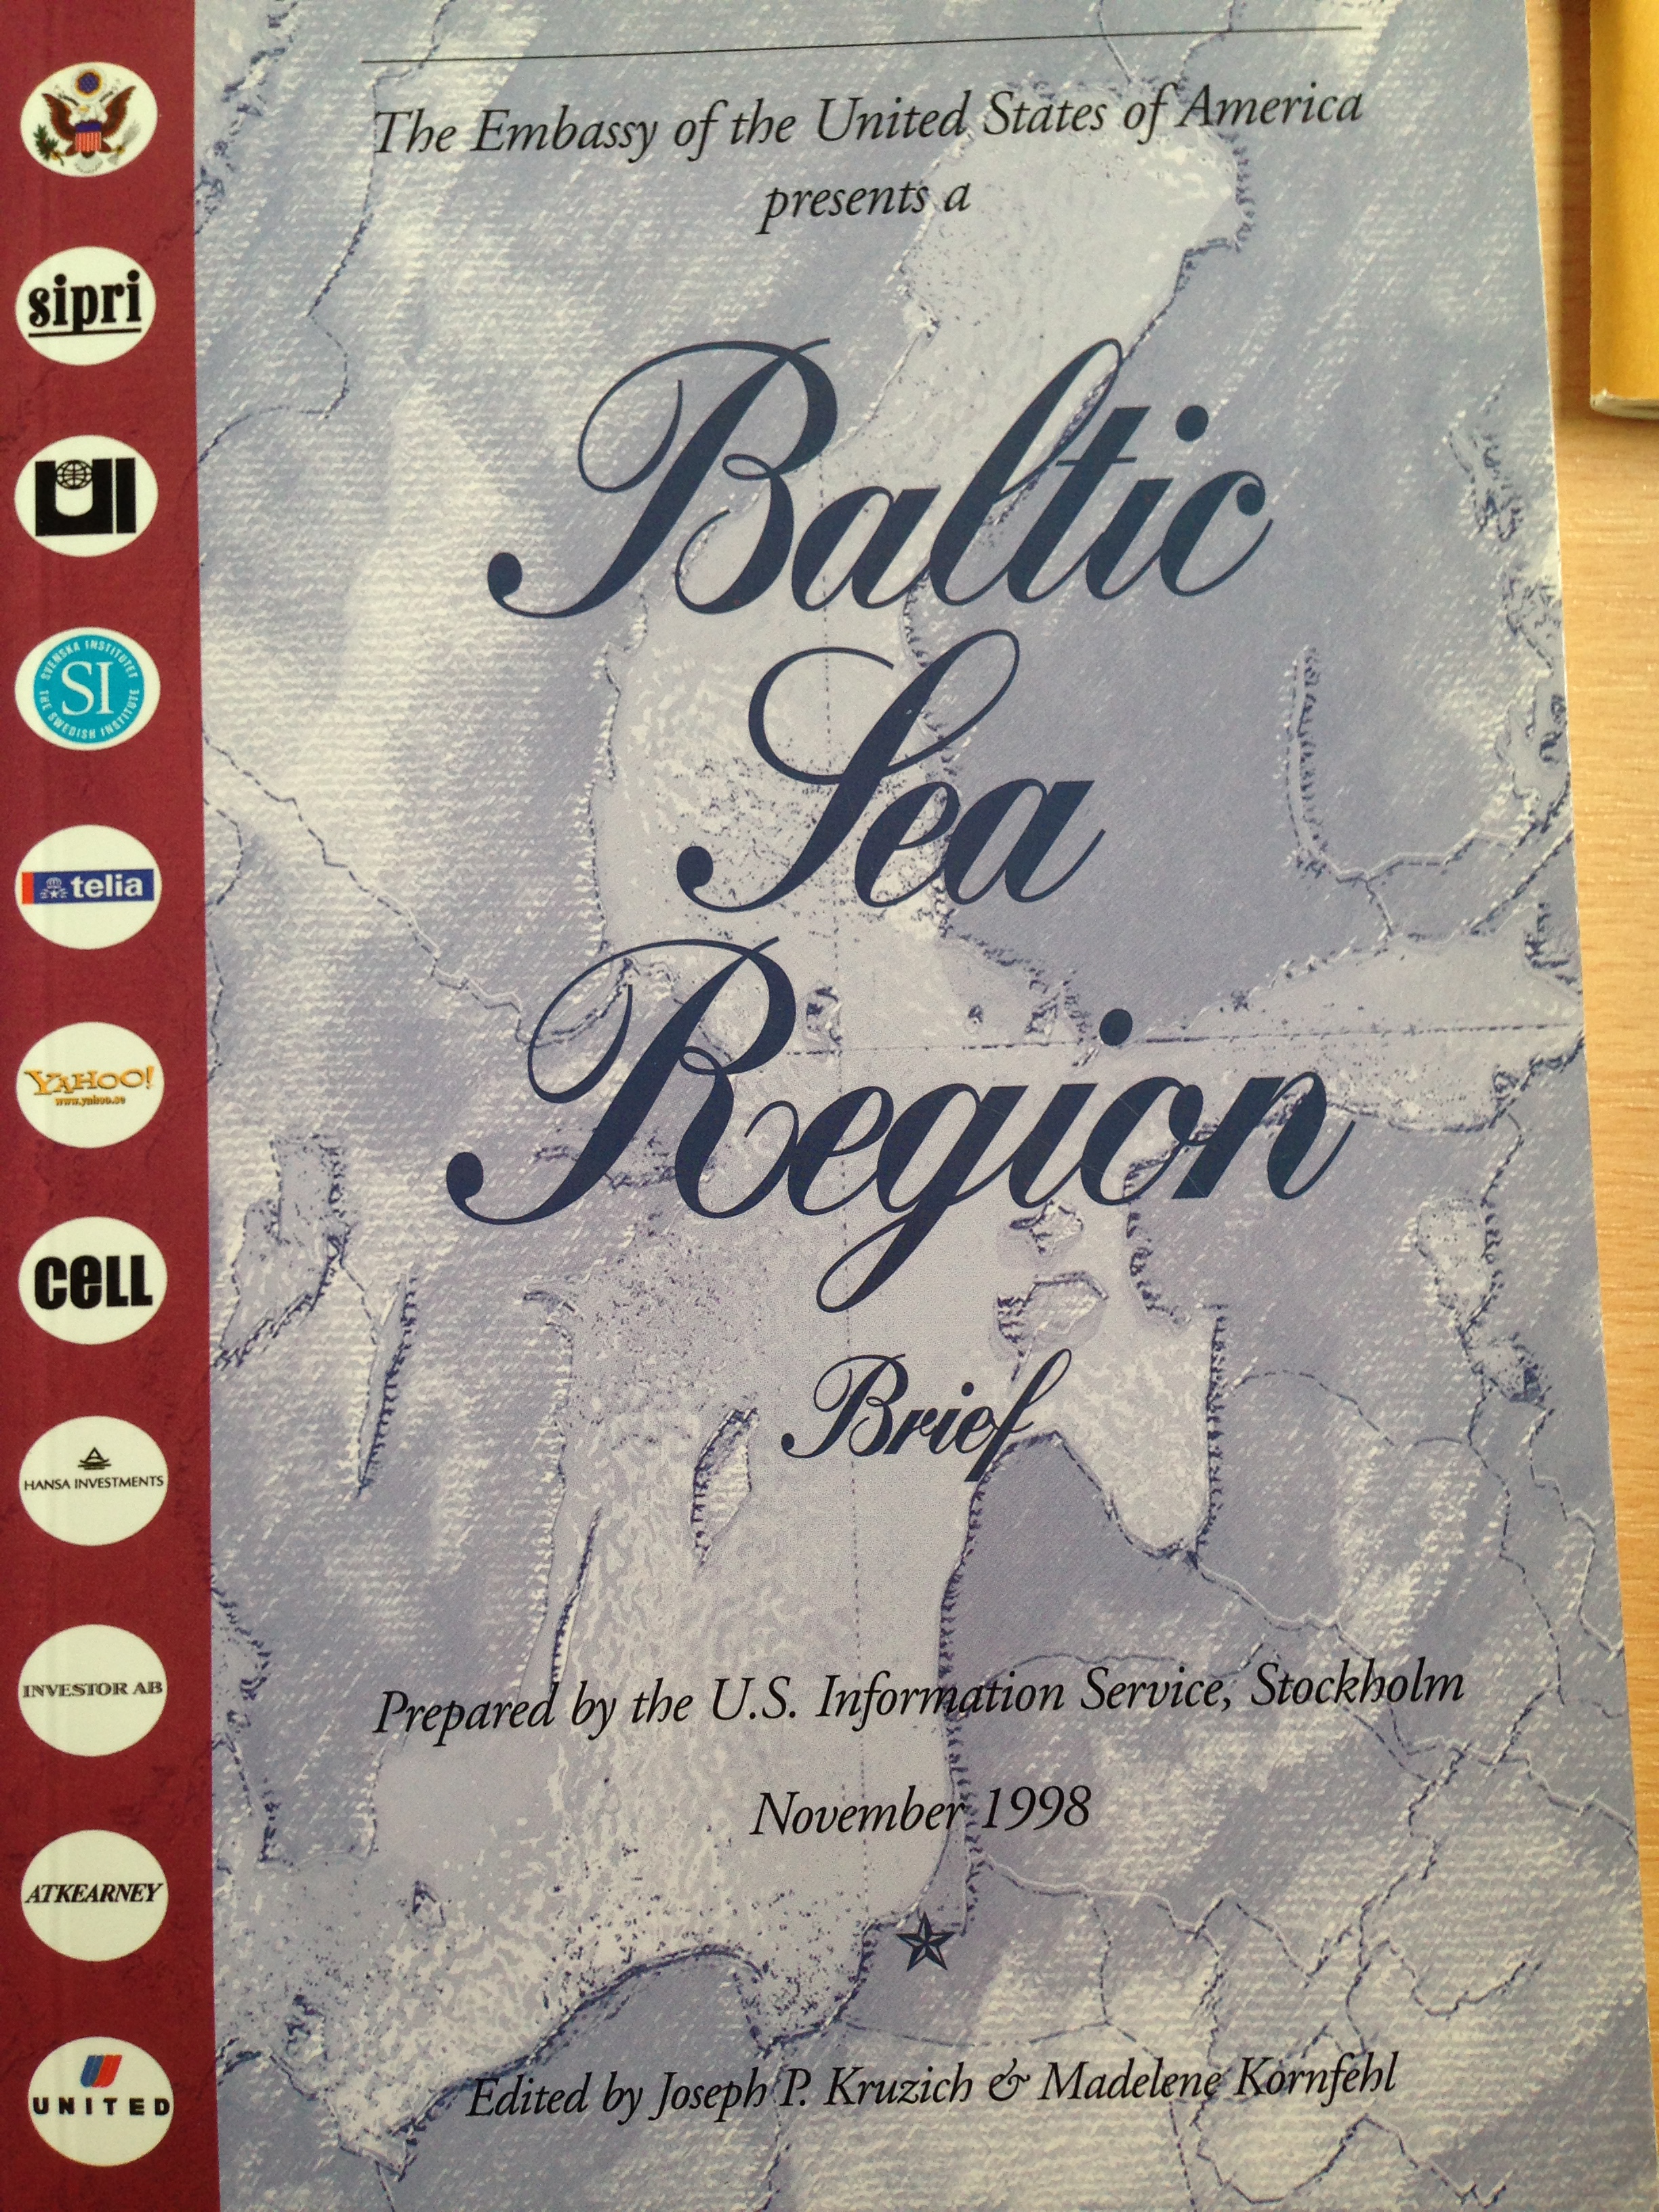 The Embassy of the United States of America
presents a
Baltic
Sea
Region
Brief
Prepared by the U.S. Information Service, Stockholm
November 1998
Edited by Joseph P. Kruzich & Madelene Kornfehl
sipri
UI
SVENSKA INSTITUTET
SI
THE SWEDISH INSTITUTE
telia
YAHOO!
www.yahoo.se
CELL
HANSA INVESTMENTS
INVESTOR AB
ATKEARNEY
UNITED